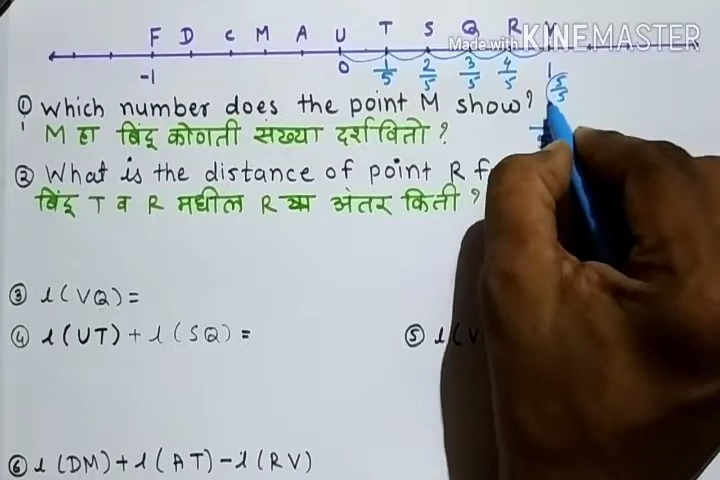 F D C M A U T S Q R V
Made with KINEMASTER
-1 0 1/5 2/5 3/5 4/5 1 5/5
① Which number does the point M show?
M हा बिंदू कोणती संख्या दर्शवितो ?
② What is the distance of point R f
बिंदू T व R मधील R चा अंतर किती ?
③ l(VQ)=
④ l(UT) + l(SQ) =
⑤ l(V
⑥ l(DM)+l(AT)-l(RV)